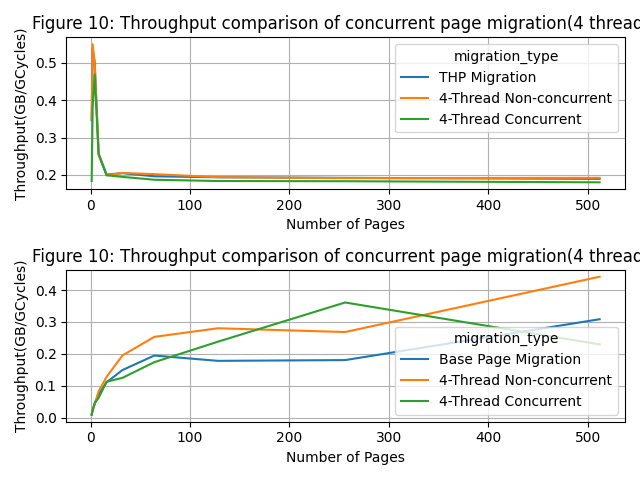 Figure 10: Throughput comparison of concurrent page migration(4 thread
Throughput(GB/GCycles)
0.5
0.4
0.3
0.2
migration_type
THP Migration
4-Thread Non-concurrent
4-Thread Concurrent
0 100 200 300 400 500
Number of Pages
Figure 10: Throughput comparison of concurrent page migration(4 thread
Throughput(GB/GCycles)
0.4
0.3
0.2
0.1
0.0
migration_type
Base Page Migration
4-Thread Non-concurrent
4-Thread Concurrent
0 100 200 300 400 500
Number of Pages